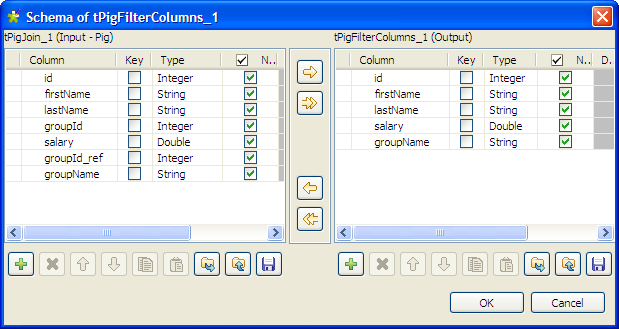 Schema of tPigFilterColumns_1
tPigJoin_1 (Input - Pig)
Column Key Type N..
id Integer
firstName String
lastName String
groupId Integer
salary Double
groupId_ref Integer
groupName String
tPigFilterColumns_1 (Output)
Column Key Type N.. D.
id Integer
firstName String
lastName String
salary Double
groupName String
OK
Cancel